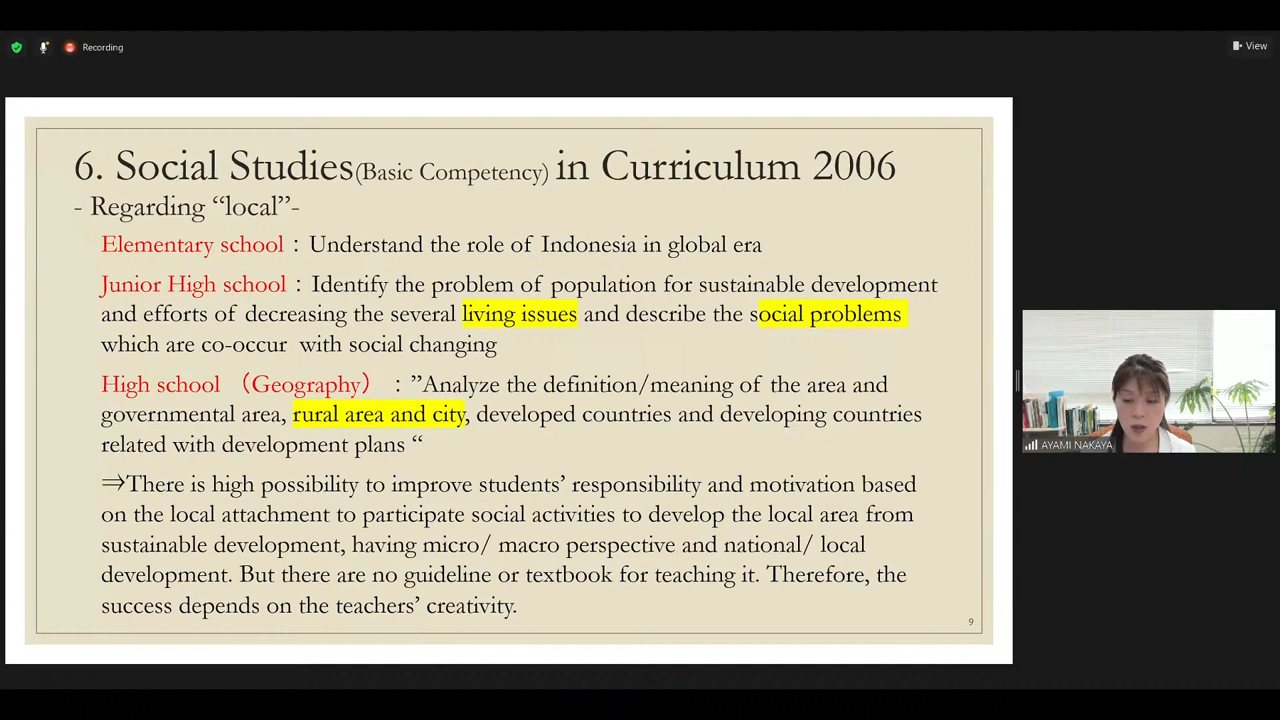 Recording
View
6. Social Studies(Basic Competency) in Curriculum 2006
- Regarding “local”-
Elementary school：Understand the role of Indonesia in global era
Junior High school：Identify the problem of population for sustainable development
and efforts of decreasing the several living issues and describe the social problems
which are co-occur with social changing
High school （Geography）：”Analyze the definition/meaning of the area and
governmental area, rural area and city, developed countries and developing countries
related with development plans “
⇒There is high possibility to improve students’ responsibility and motivation based
on the local attachment to participate social activities to develop the local area from
sustainable development, having micro/ macro perspective and national/ local
development. But there are no guideline or textbook for teaching it. Therefore, the
success depends on the teachers’ creativity.
9
AYAMI NAKAYA